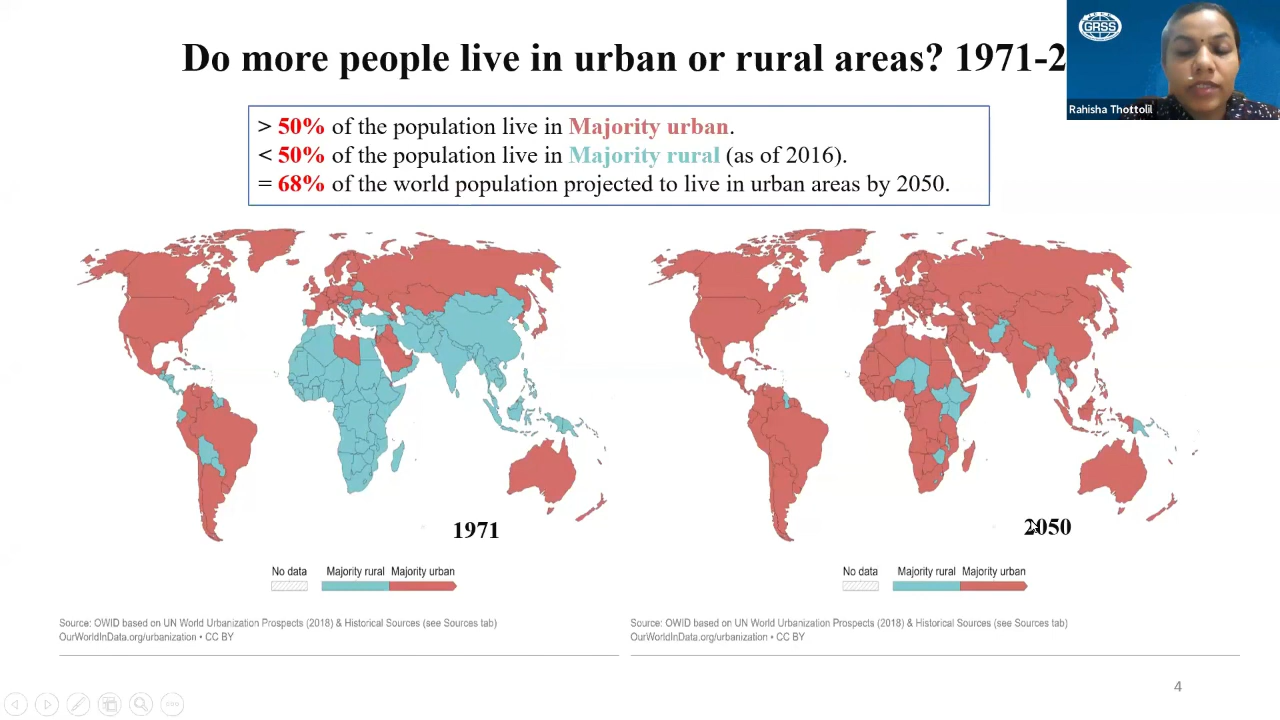 Do more people live in urban or rural areas? 1971-2
GRSS
Rahisha Thottolil
> 50% of the population live in Majority urban.
< 50% of the population live in Majority rural (as of 2016).
= 68% of the world population projected to live in urban areas by 2050.
1971
2050
No data Majority rural Majority urban
No data Majority rural Majority urban
Source: OWID based on UN World Urbanization Prospects (2018) & Historical Sources (see Sources tab)
OurWorldInData.org/urbanization • CC BY
Source: OWID based on UN World Urbanization Prospects (2018) & Historical Sources (see Sources tab)
OurWorldInData.org/urbanization • CC BY
4